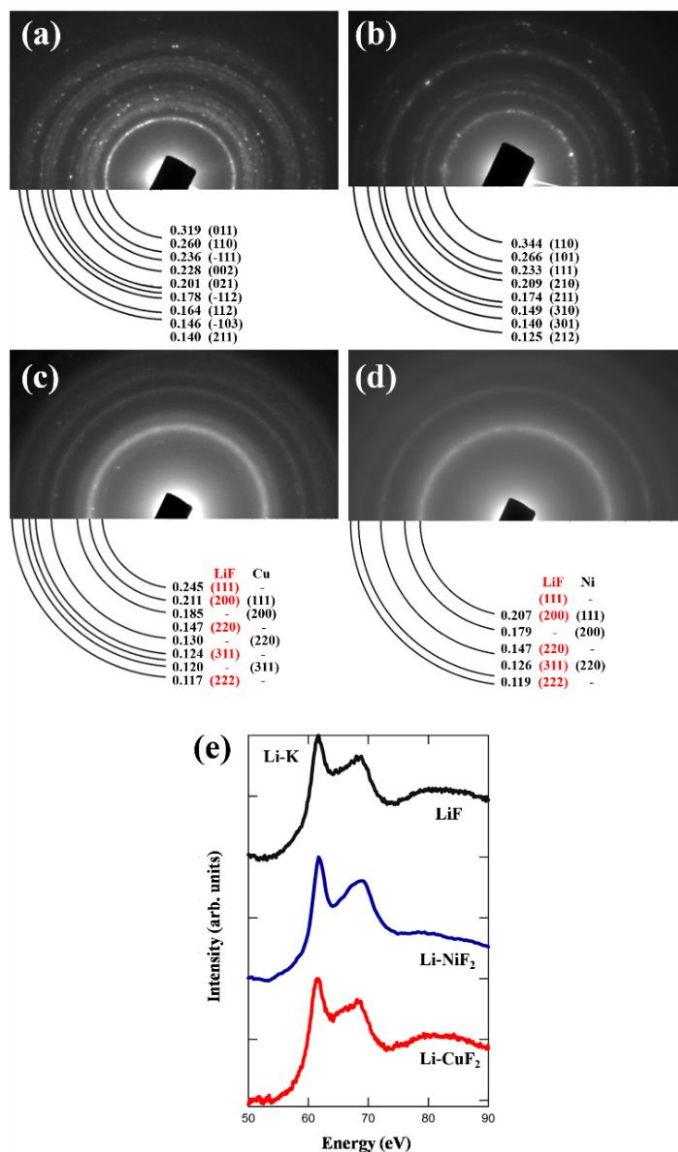 (a)
0.319 (011)
0.260 (110)
0.236 (-111)
0.228 (002)
0.201 (021)
0.178 (-112)
0.164 (112)
0.146 (-103)
0.140 (211)
(b)
0.344 (110)
0.266 (101)
0.233 (111)
0.209 (210)
0.174 (211)
0.149 (310)
0.140 (301)
0.125 (212)
(c)
LiF Cu
0.245 (111) -
0.211 (200) (111)
0.185 - (200)
0.147 (220) -
0.130 - (220)
0.124 (311) -
0.120 - (311)
0.117 (222) -
(d)
LiF Ni
(111) -
0.207 (200) (111)
0.179 - (200)
0.147 (220) -
0.126 (311) (220)
0.119 (222) -
(e)
Li-K
LiF
Li-NiF₂
Li-CuF₂
Intensity (arb. units)
50 60 70 80 90
Energy (eV)